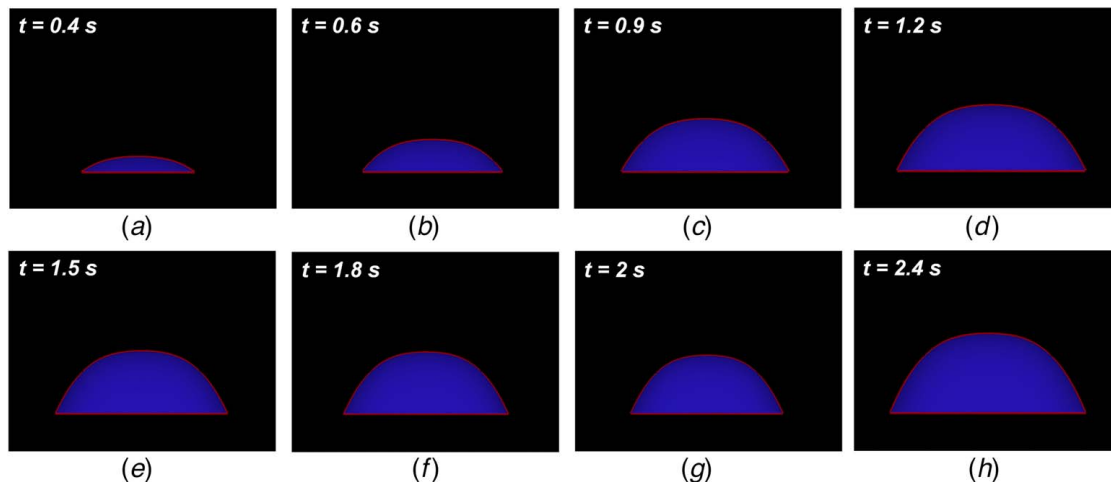 t = 0.4 s
t = 0.6 s
t = 0.9 s
t = 1.2 s
(a)
(b)
(c)
(d)
t = 1.5 s
t = 1.8 s
t = 2 s
t = 2.4 s
(e)
(f)
(g)
(h)